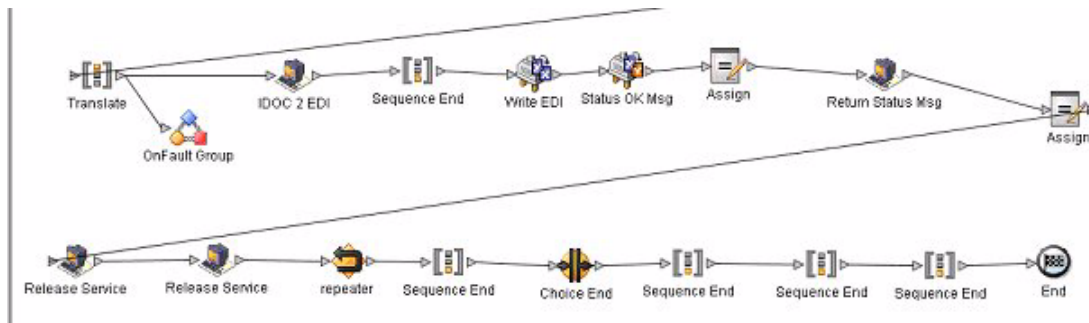 Translate
IDOC 2 EDI
Sequence End
Write EDI
Status OK Msg
Assign
Return Status Msg
Assign
OnFault Group
Release Service
Release Service
repeater
Sequence End
Choice End
Sequence End
Sequence End
Sequence End
End